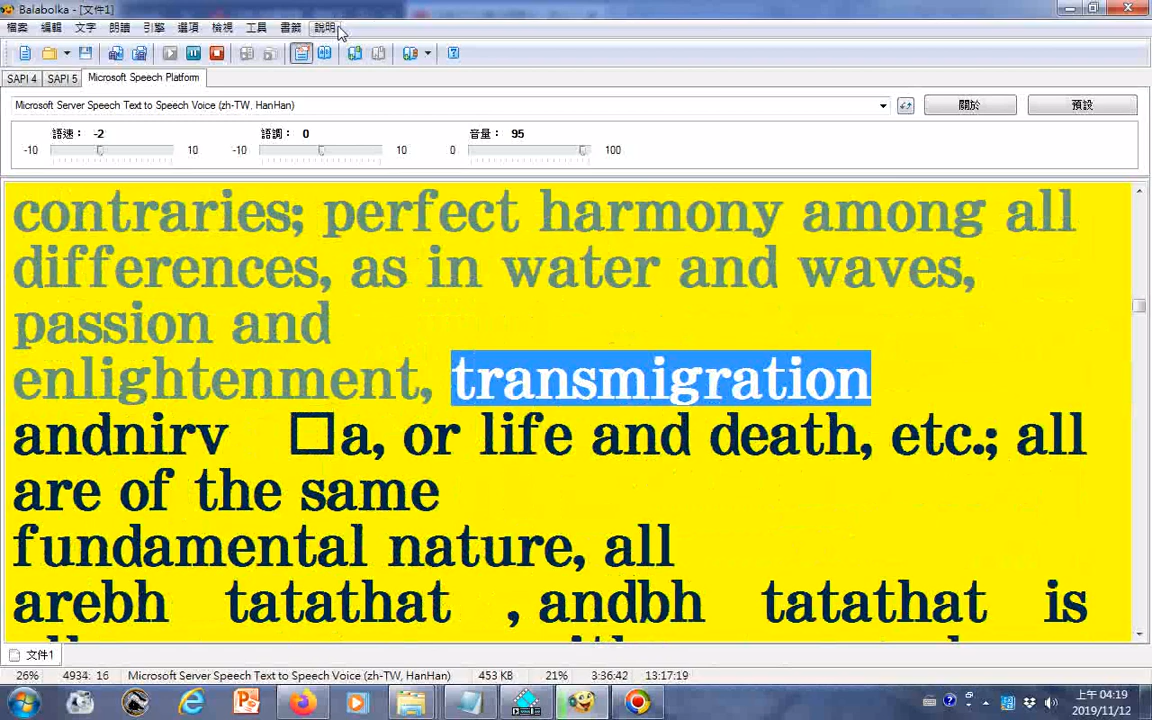 Balabolka - [文件1]
檔案 編輯 文字 朗讀 引擎 選項 檢視 工具 書籤 說明
SAPI 4 SAPI 5 Microsoft Speech Platform
Microsoft Server Speech Text to Speech Voice (zh-TW, HanHan) 關於 預設
語速： -2 語調： 0 音量： 95
-10 10 -10 10 0 100
contraries; perfect harmony among all
differences, as in water and waves,
passion and
enlightenment, transmigration
andnirv □a, or life and death, etc.; all
are of the same
fundamental nature, all
arebh tatathat , andbh tatathat is
文件1
26% 4934: 16 Microsoft Server Speech Text to Speech Voice (zh-TW, HanHan) 453 KB 21% 3:36:42 13:17:19
上午 04:19
2019/11/12